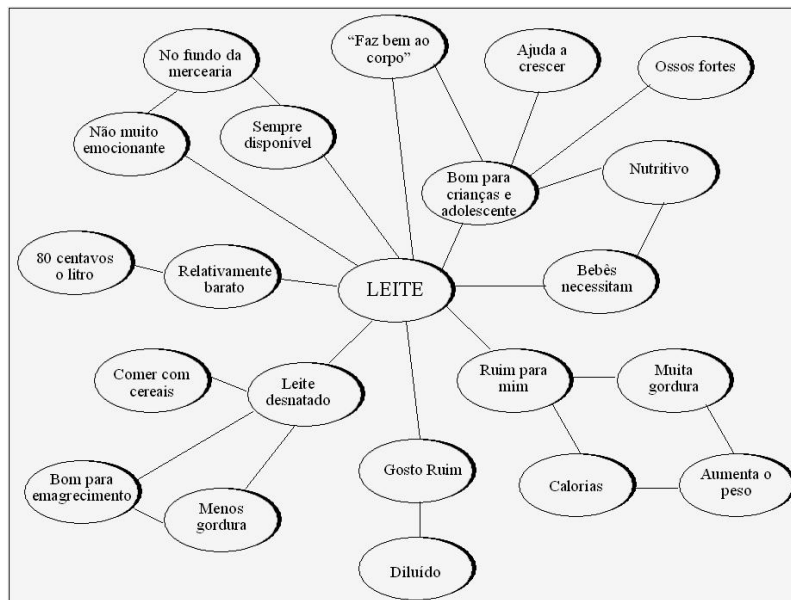 No fundo da
mercearia
“Faz bem ao
corpo”
Ajuda a
crescer
Ossos fortes
Não muito
emocionante
Sempre
disponível
Bom para
crianças e
adolescente
Nutritivo
80 centavos
o litro
Relativamente
barato
LEITE
Bebês
necessitam
Comer com
cereais
Leite
desnatado
Ruim para
mim
Muita
gordura
Bom para
emagrecimento
Menos
gordura
Gosto Ruim
Calorias
Aumenta o
peso
Diluído